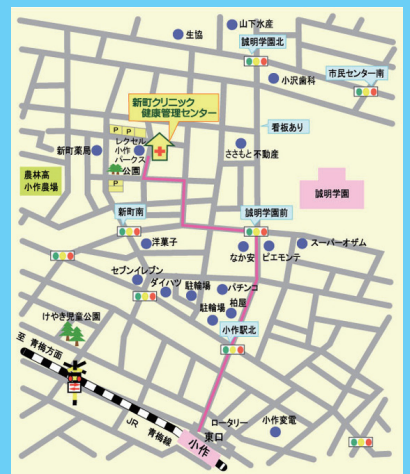 山下水産
生協
誠明学園北
小沢歯科
市民センター南
新町クリニック
健康管理センター
看板あり
P P
レクセル
小作
パークス
新町薬局
ささもと不動産
公園
P
農林高
小作農場
誠明学園
新町南
誠明学園前
洋菓子
なか安
ピエモンテ
スーパーオザム
セブンイレブン
ダイハツ
駐輪場
パチンコ
柏屋
駐輪場
けやき児童公園
小作駅北
至 青梅方面
JR 青梅線
ロータリー
小作変電
東口
小作